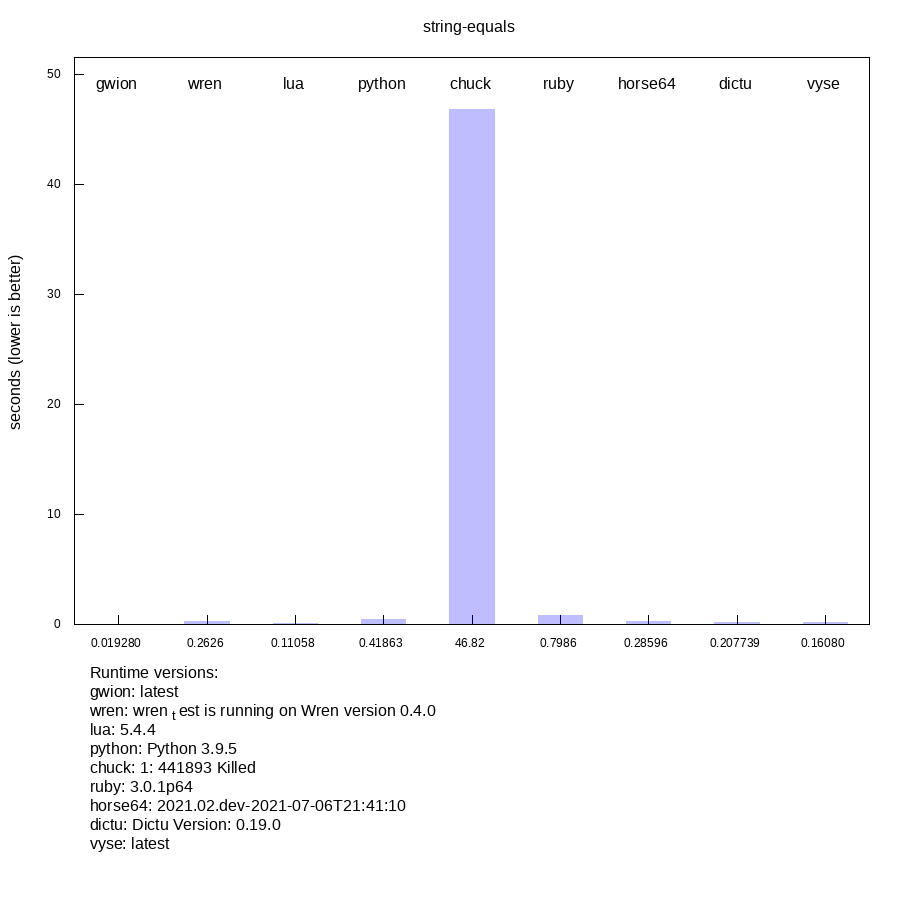 string-equals
50
gwion wren lua python chuck ruby horse64 dictu vyse
40
30
seconds (lower is better)
20
10
0
0.019280 0.2626 0.11058 0.41863 46.82 0.7986 0.28596 0.207739 0.16080
Runtime versions:
gwion: latest
wren: wren t est is running on Wren version 0.4.0
lua: 5.4.4
python: Python 3.9.5
chuck: 1: 441893 Killed
ruby: 3.0.1p64
horse64: 2021.02.dev-2021-07-06T21:41:10
dictu: Dictu Version: 0.19.0
vyse: latest